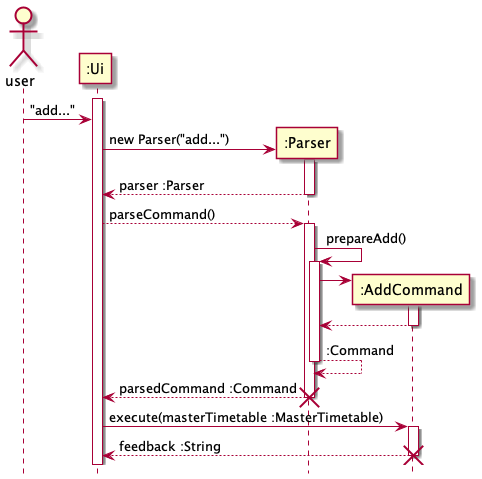 user
:Ui
"add..."
new Parser("add...")
:Parser
parser :Parser
parseCommand()
prepareAdd()
:AddCommand
:Command
parsedCommand :Command
execute(masterTimetable :MasterTimetable)
feedback :String